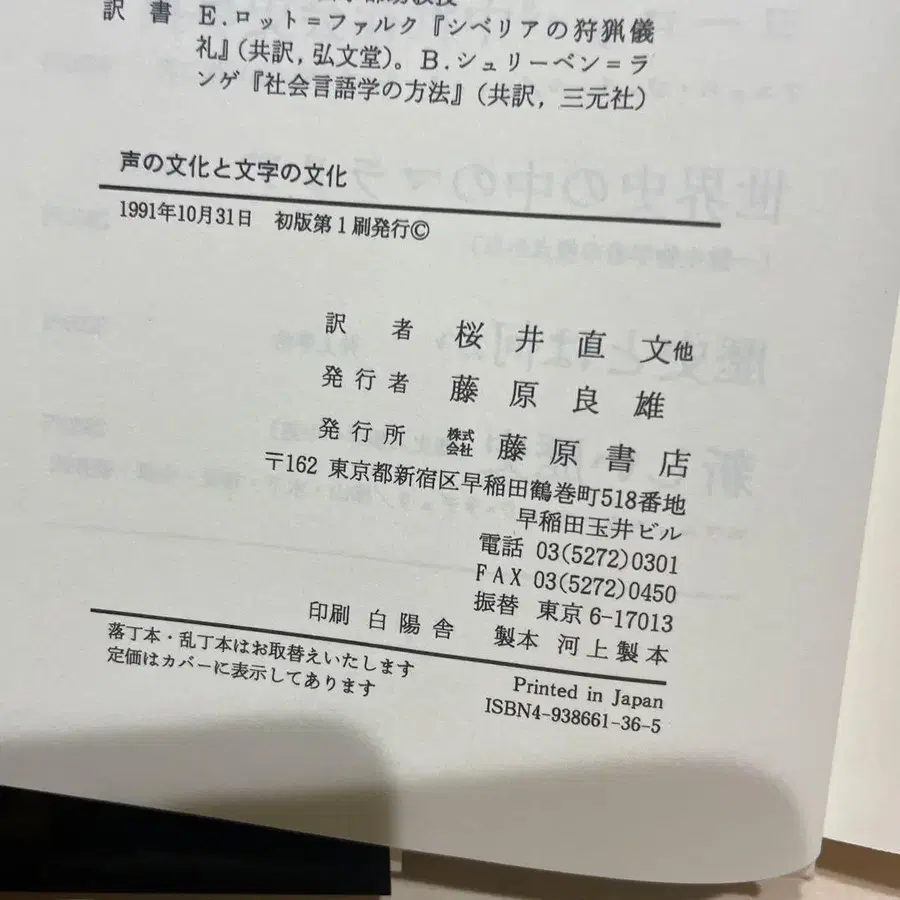 訳書 E.ロット=ファルク『シベリアの狩猟儀
礼』(共訳,弘文堂)。B.シュリーベン=ラ
ンゲ『社会言語学の方法』(共訳,三元社)
声の文化と文字の文化
1991年10月31日 初版第1刷発行©
訳者 桜井直文他
発行者 藤原良雄
発行所 株式会社 藤原書店
〒162 東京都新宿区早稲田鶴巻町518番地
早稲田玉井ビル
電話 03(5272)0301
FAX 03(5272)0450
振替 東京6-17013
印刷 白陽舎 製本 河上製本
落丁本・乱丁本はお取替えいたします
定価はカバーに表示してあります
Printed in Japan
ISBN4-938661-36-5